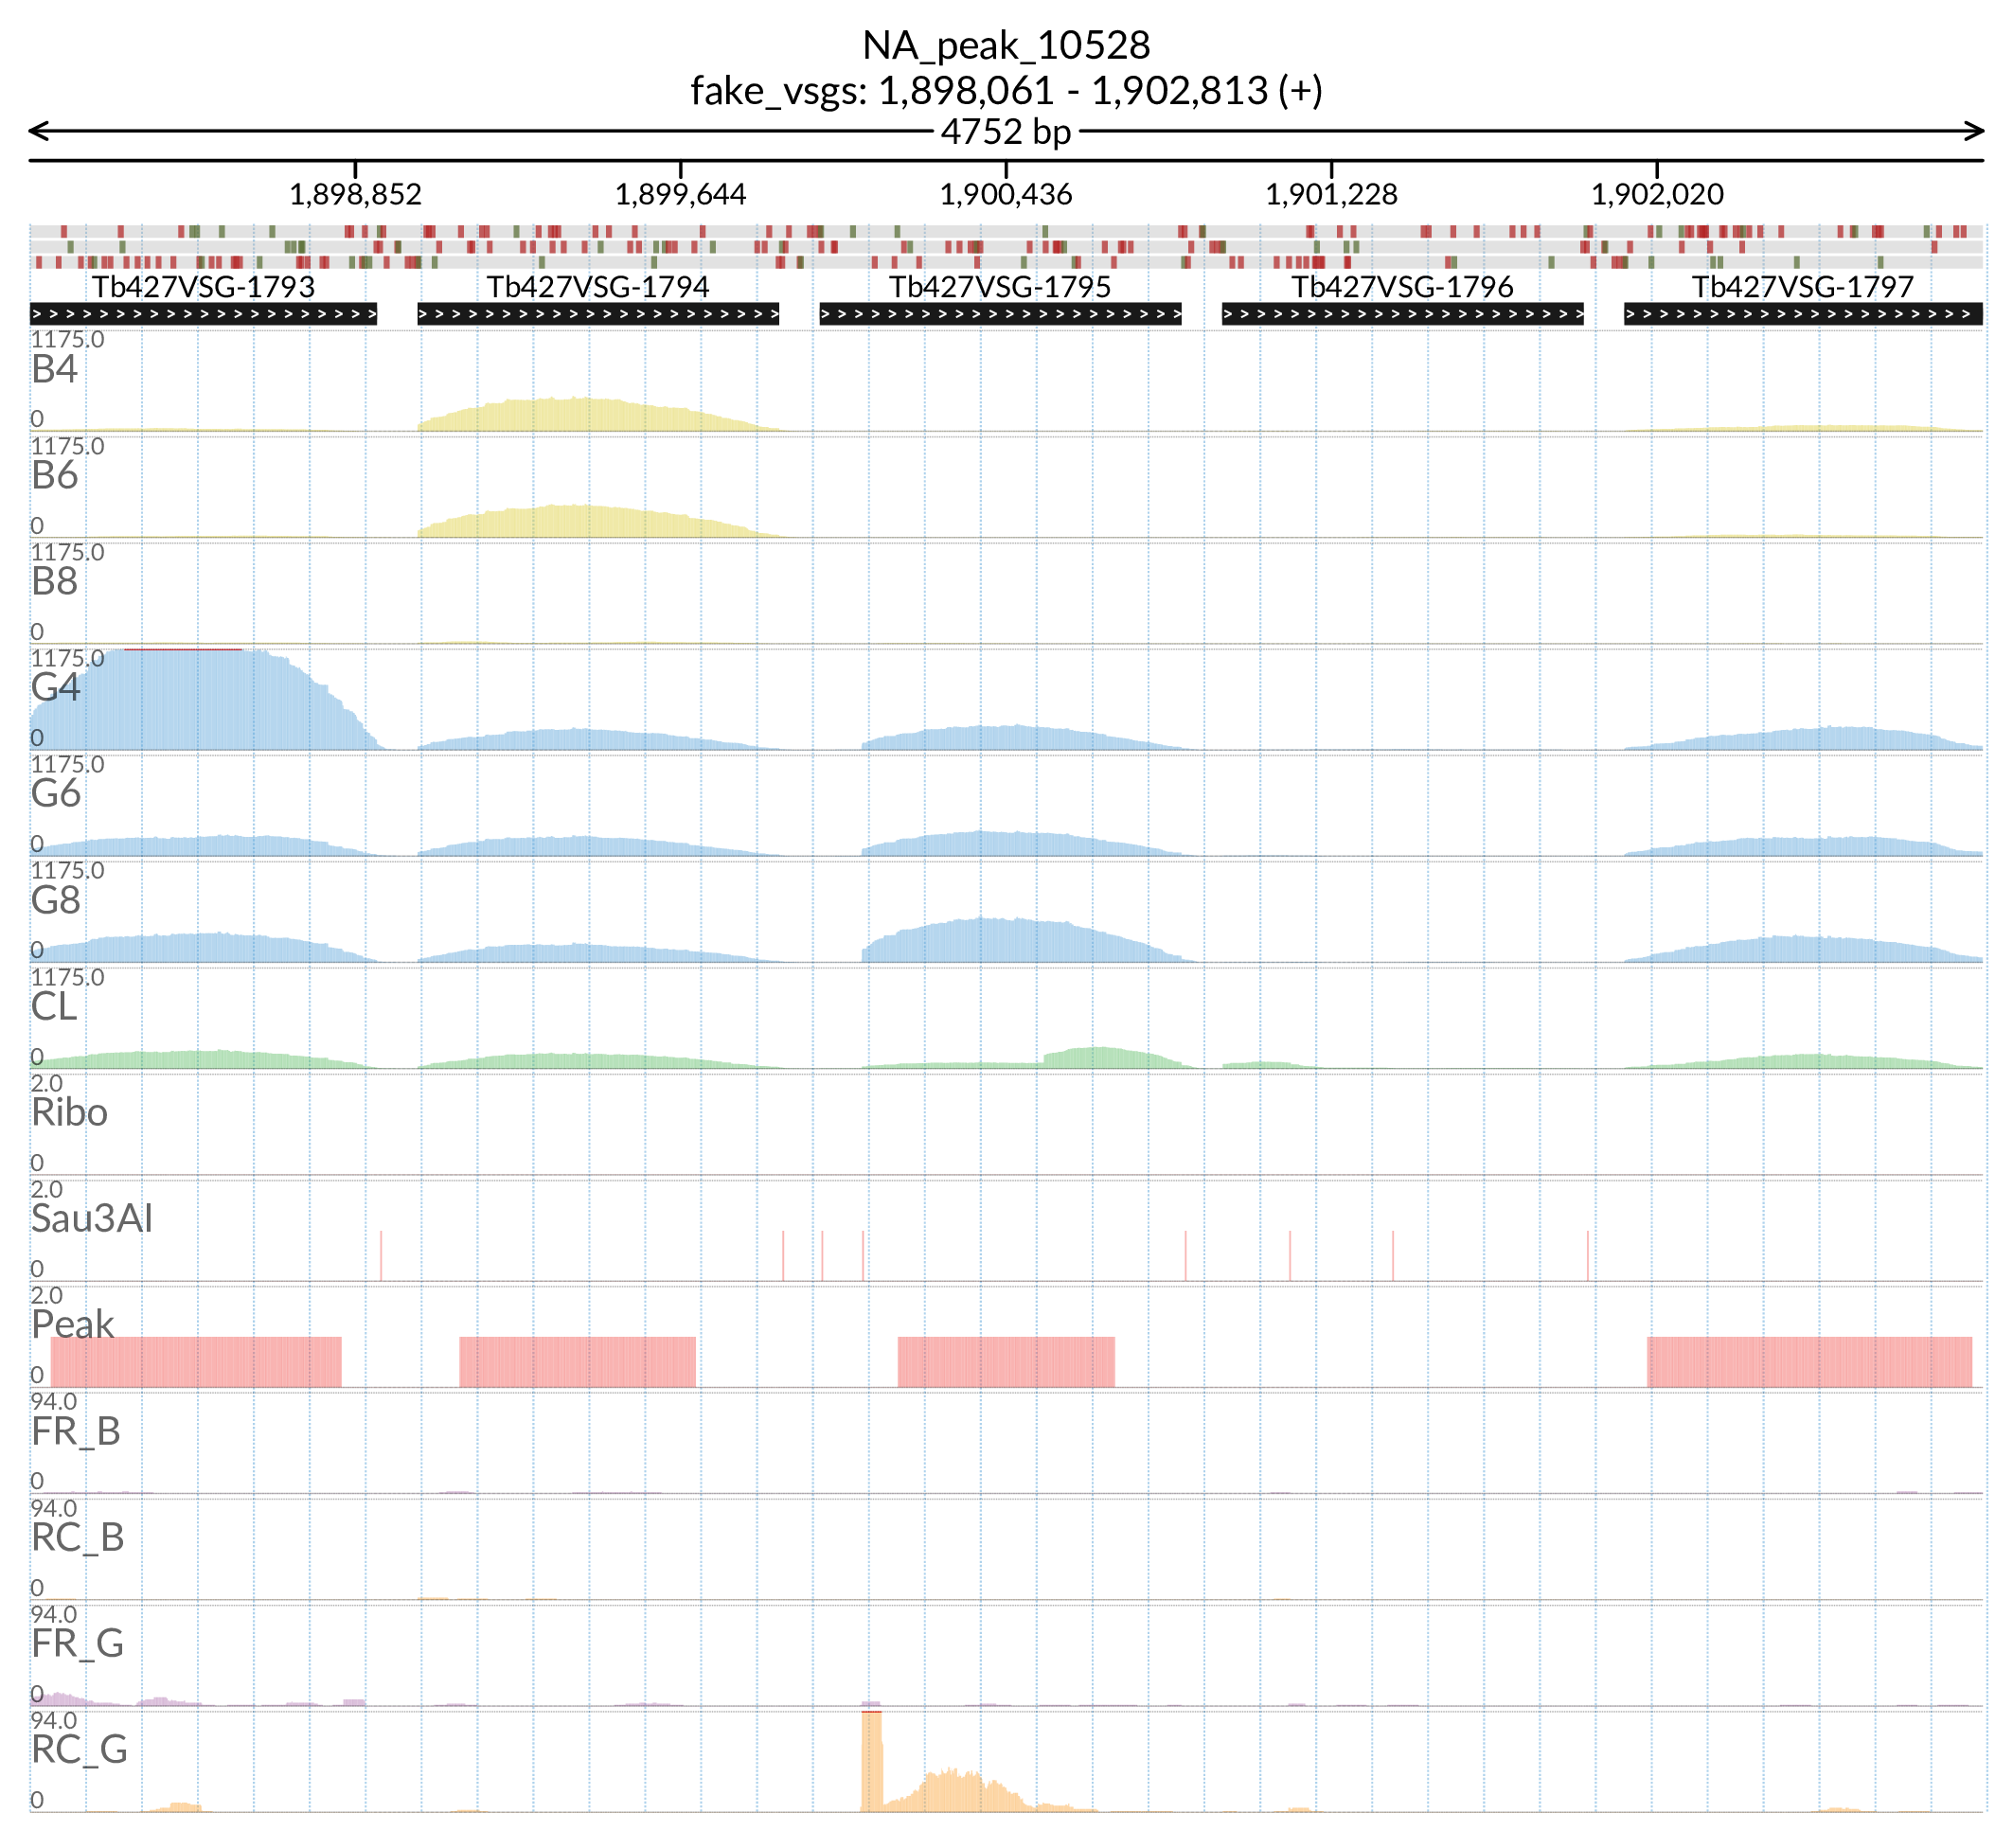 NA_peak_10528
fake_vsgs: 1,898,061 - 1,902,813 (+)
4752 bp
1,898,852 1,899,644 1,900,436 1,901,228 1,902,020
Tb427VSG-1793 Tb427VSG-1794 Tb427VSG-1795 Tb427VSG-1796 Tb427VSG-1797
1175.0
B4
0
1175.0
B6
0
1175.0
B8
0
1175.0
G4
0
1175.0
G6
0
1175.0
G8
0
1175.0
CL
0
2.0
Ribo
0
2.0
Sau3AI
0
2.0
Peak
0
94.0
FR_B
0
94.0
RC_B
0
94.0
FR_G
0
94.0
RC_G
0